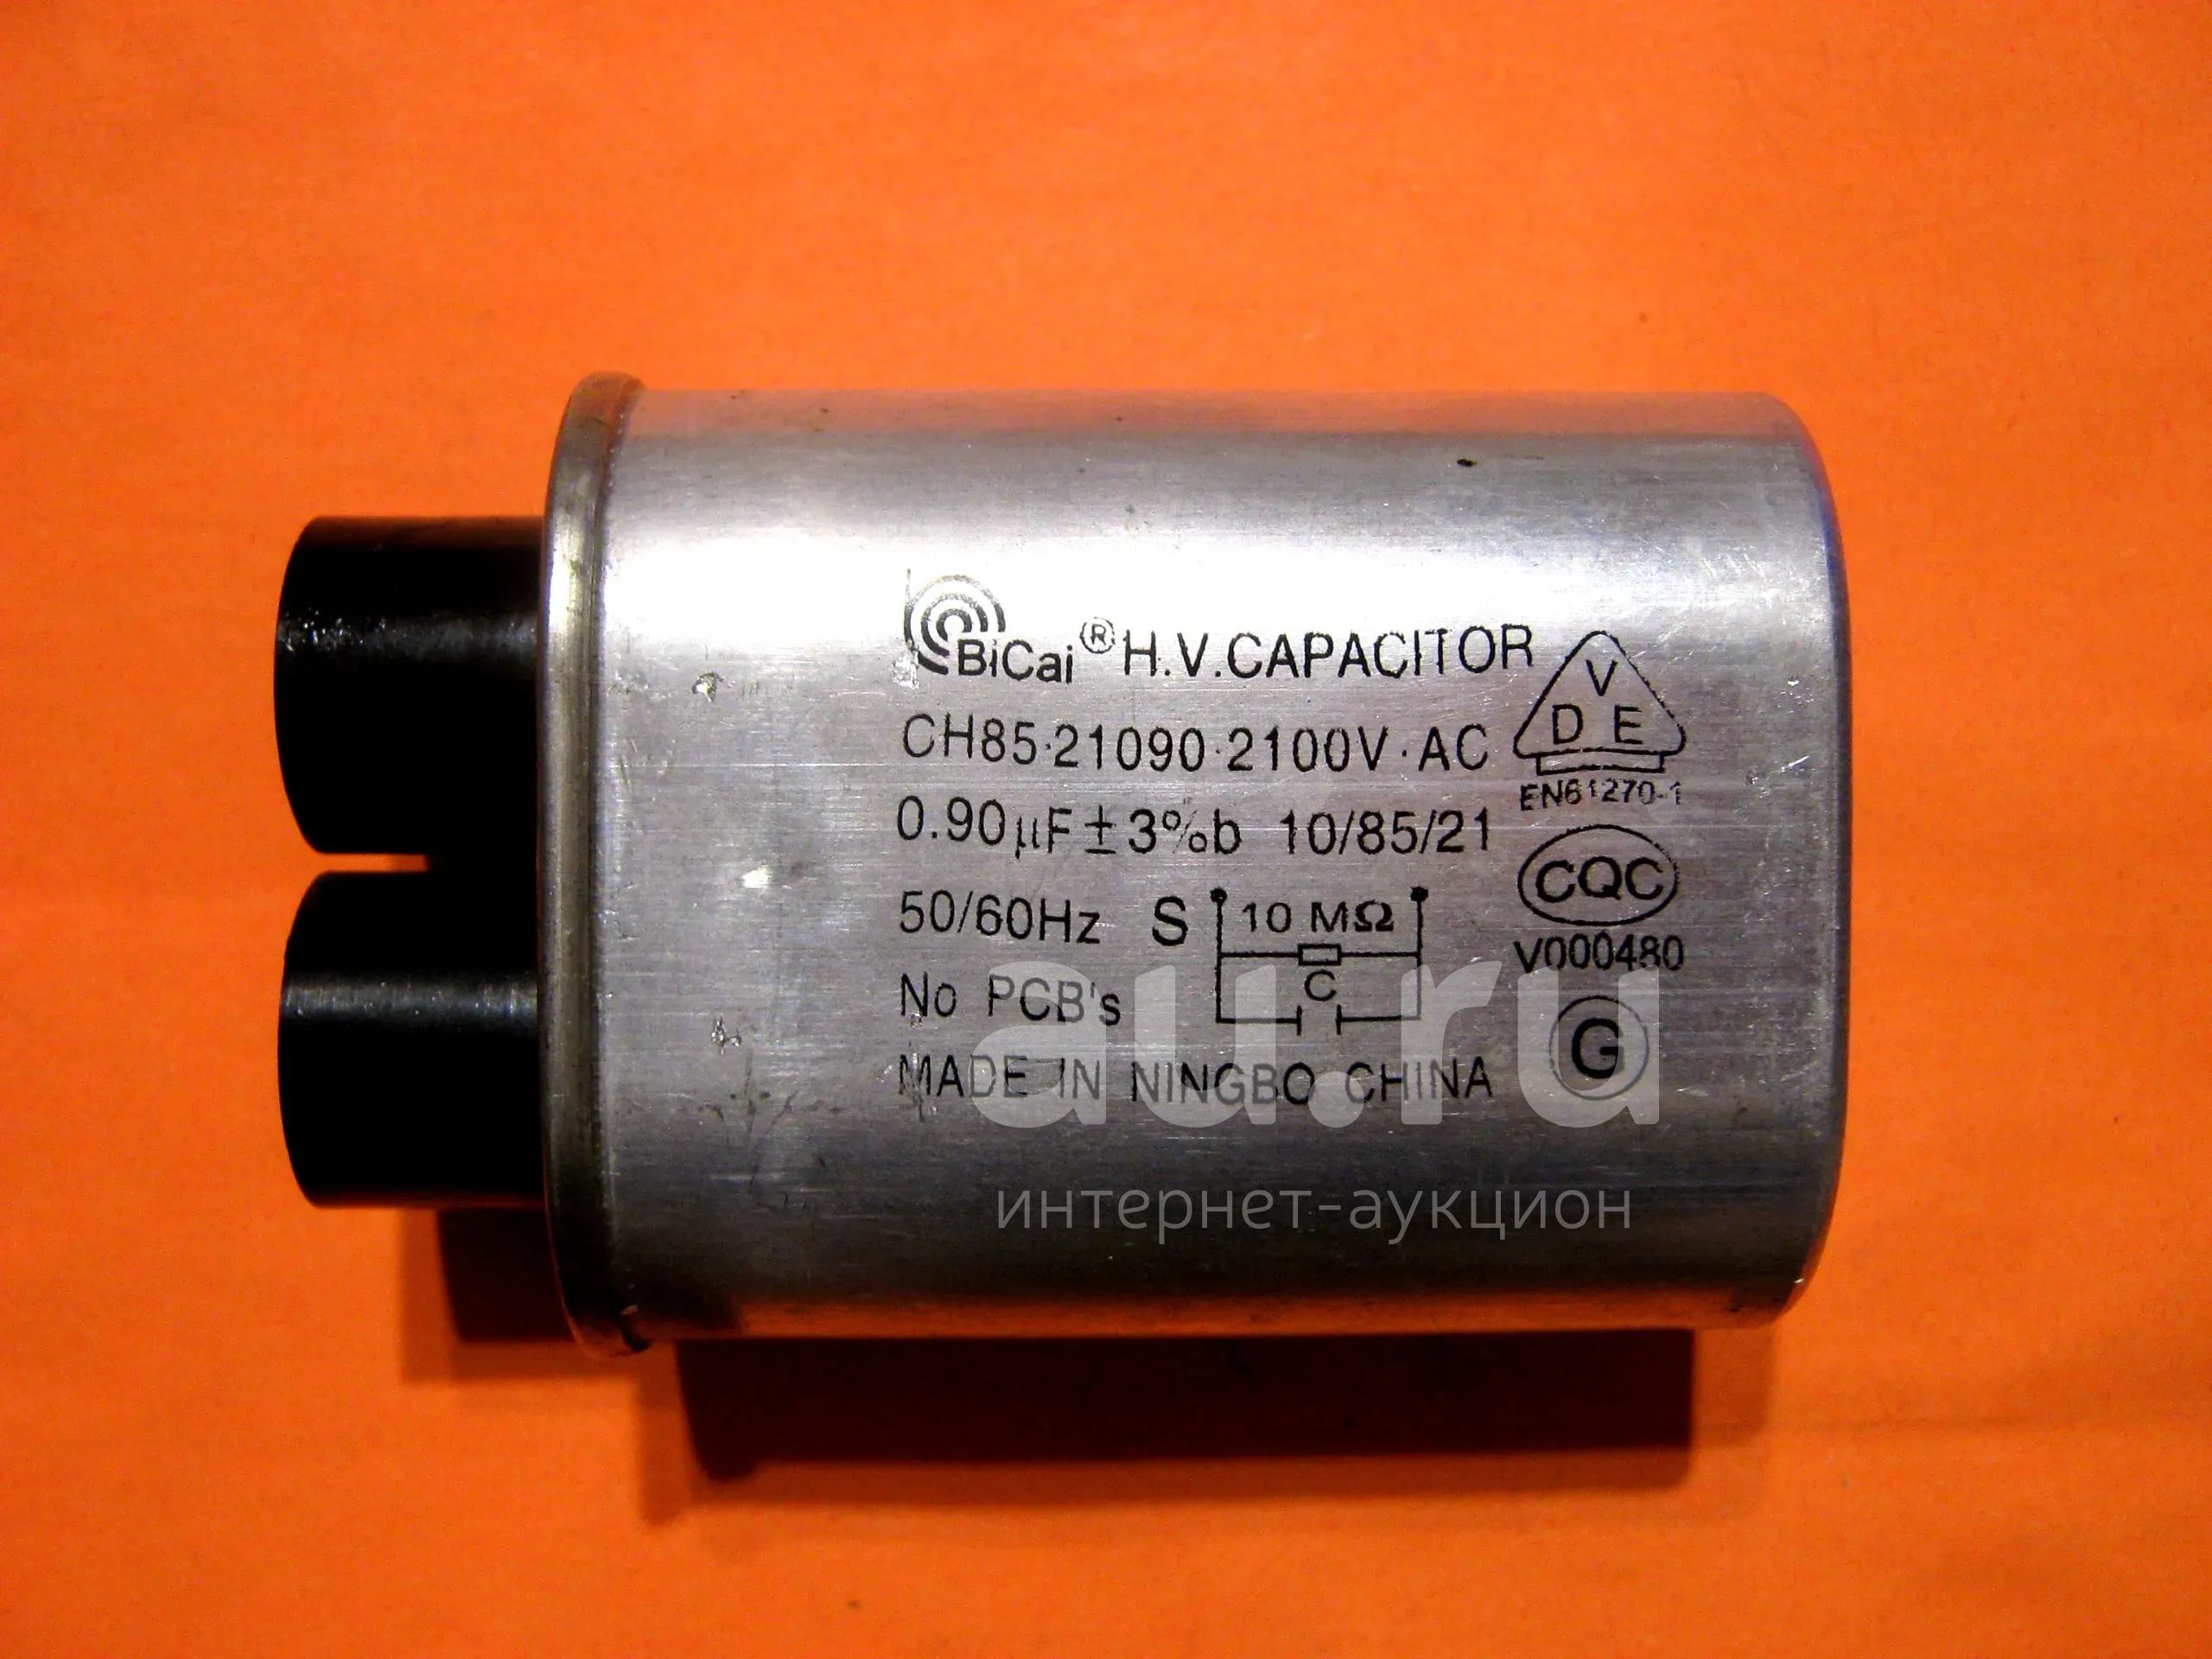 BiCai ® H.V.CAPACITOR
CH85·21090·2100V·AC
V
D E
EN61270-1
0.90µF±3%b 10/85/21
CQC
50/60Hz S 10 MΩ
V000480
No PCB's C
G
MADE IN NINGBO CHINA
au.ru
интернет-аукцион